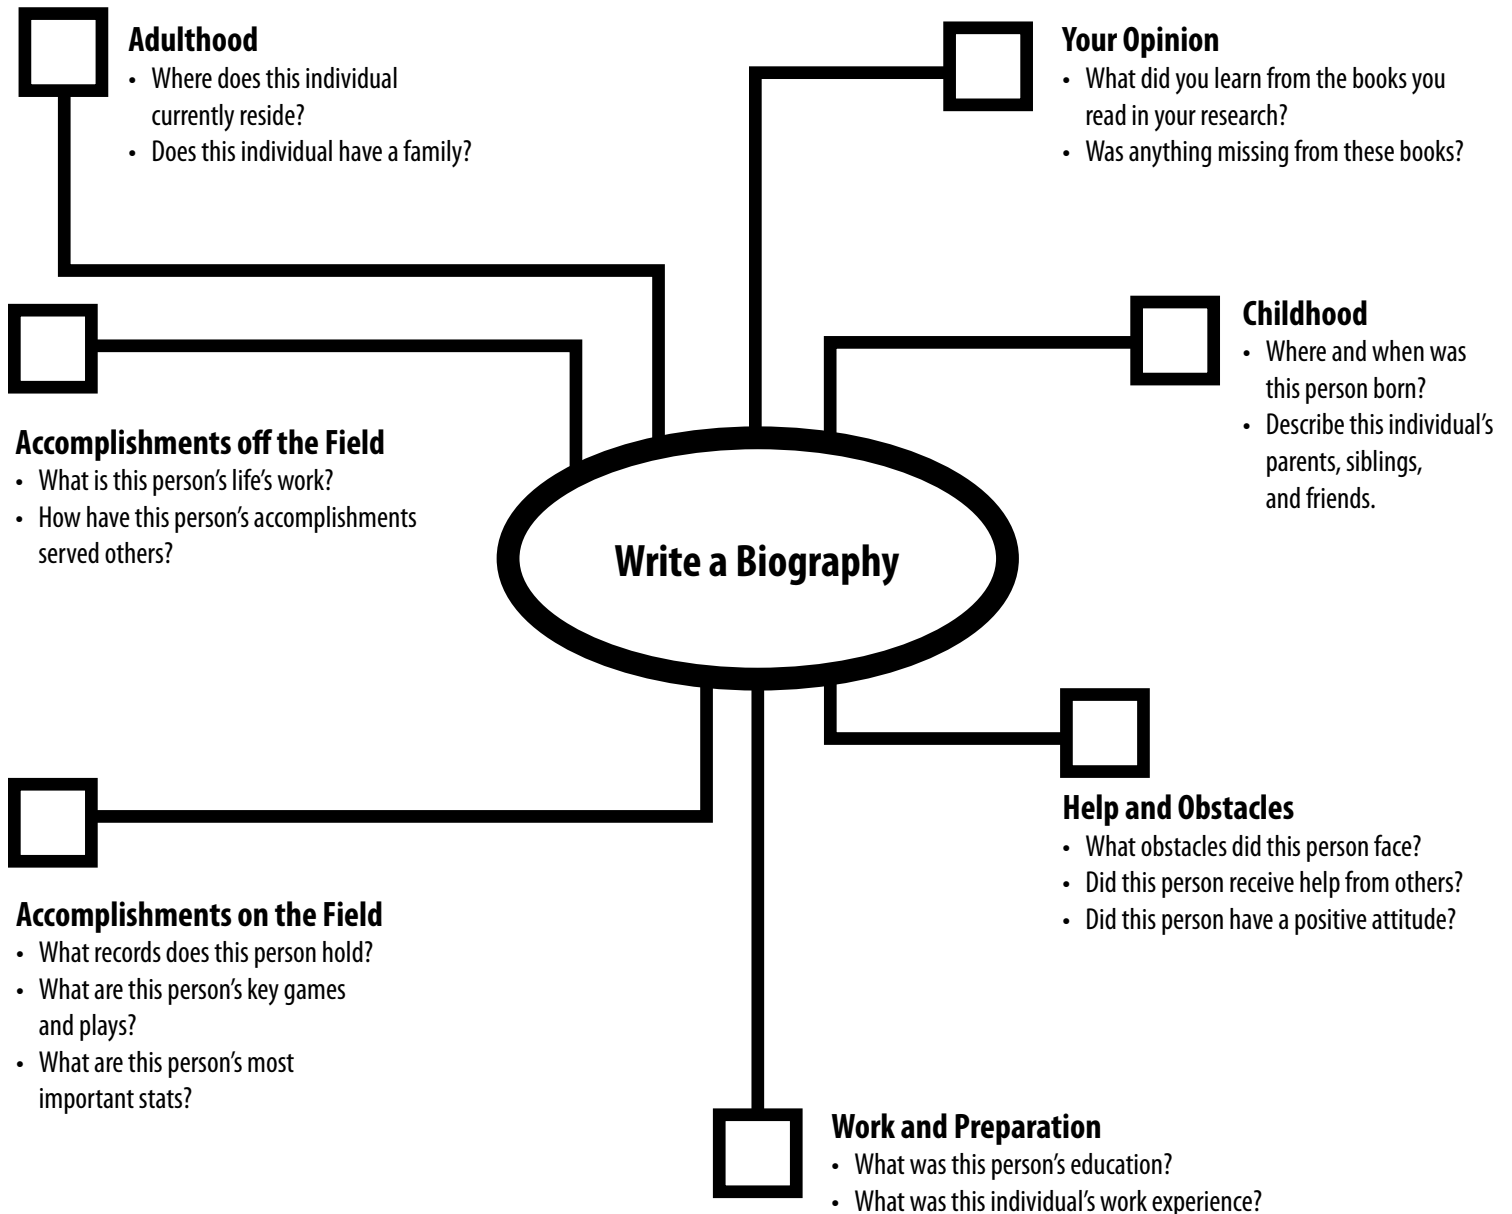 Adulthood
• Where does this individual
currently reside?
• Does this individual have a family?
Your Opinion
• What did you learn from the books you
read in your research?
• Was anything missing from these books?
Childhood
• Where and when was
this person born?
• Describe this individual’s
parents, siblings,
and friends.
Accomplishments off the Field
• What is this person’s life’s work?
• How have this person’s accomplishments
served others?
Write a Biography
Help and Obstacles
• What obstacles did this person face?
• Did this person receive help from others?
• Did this person have a positive attitude?
Accomplishments on the Field
• What records does this person hold?
• What are this person’s key games
and plays?
• What are this person’s most
important stats?
Work and Preparation
• What was this person’s education?
• What was this individual’s work experience?